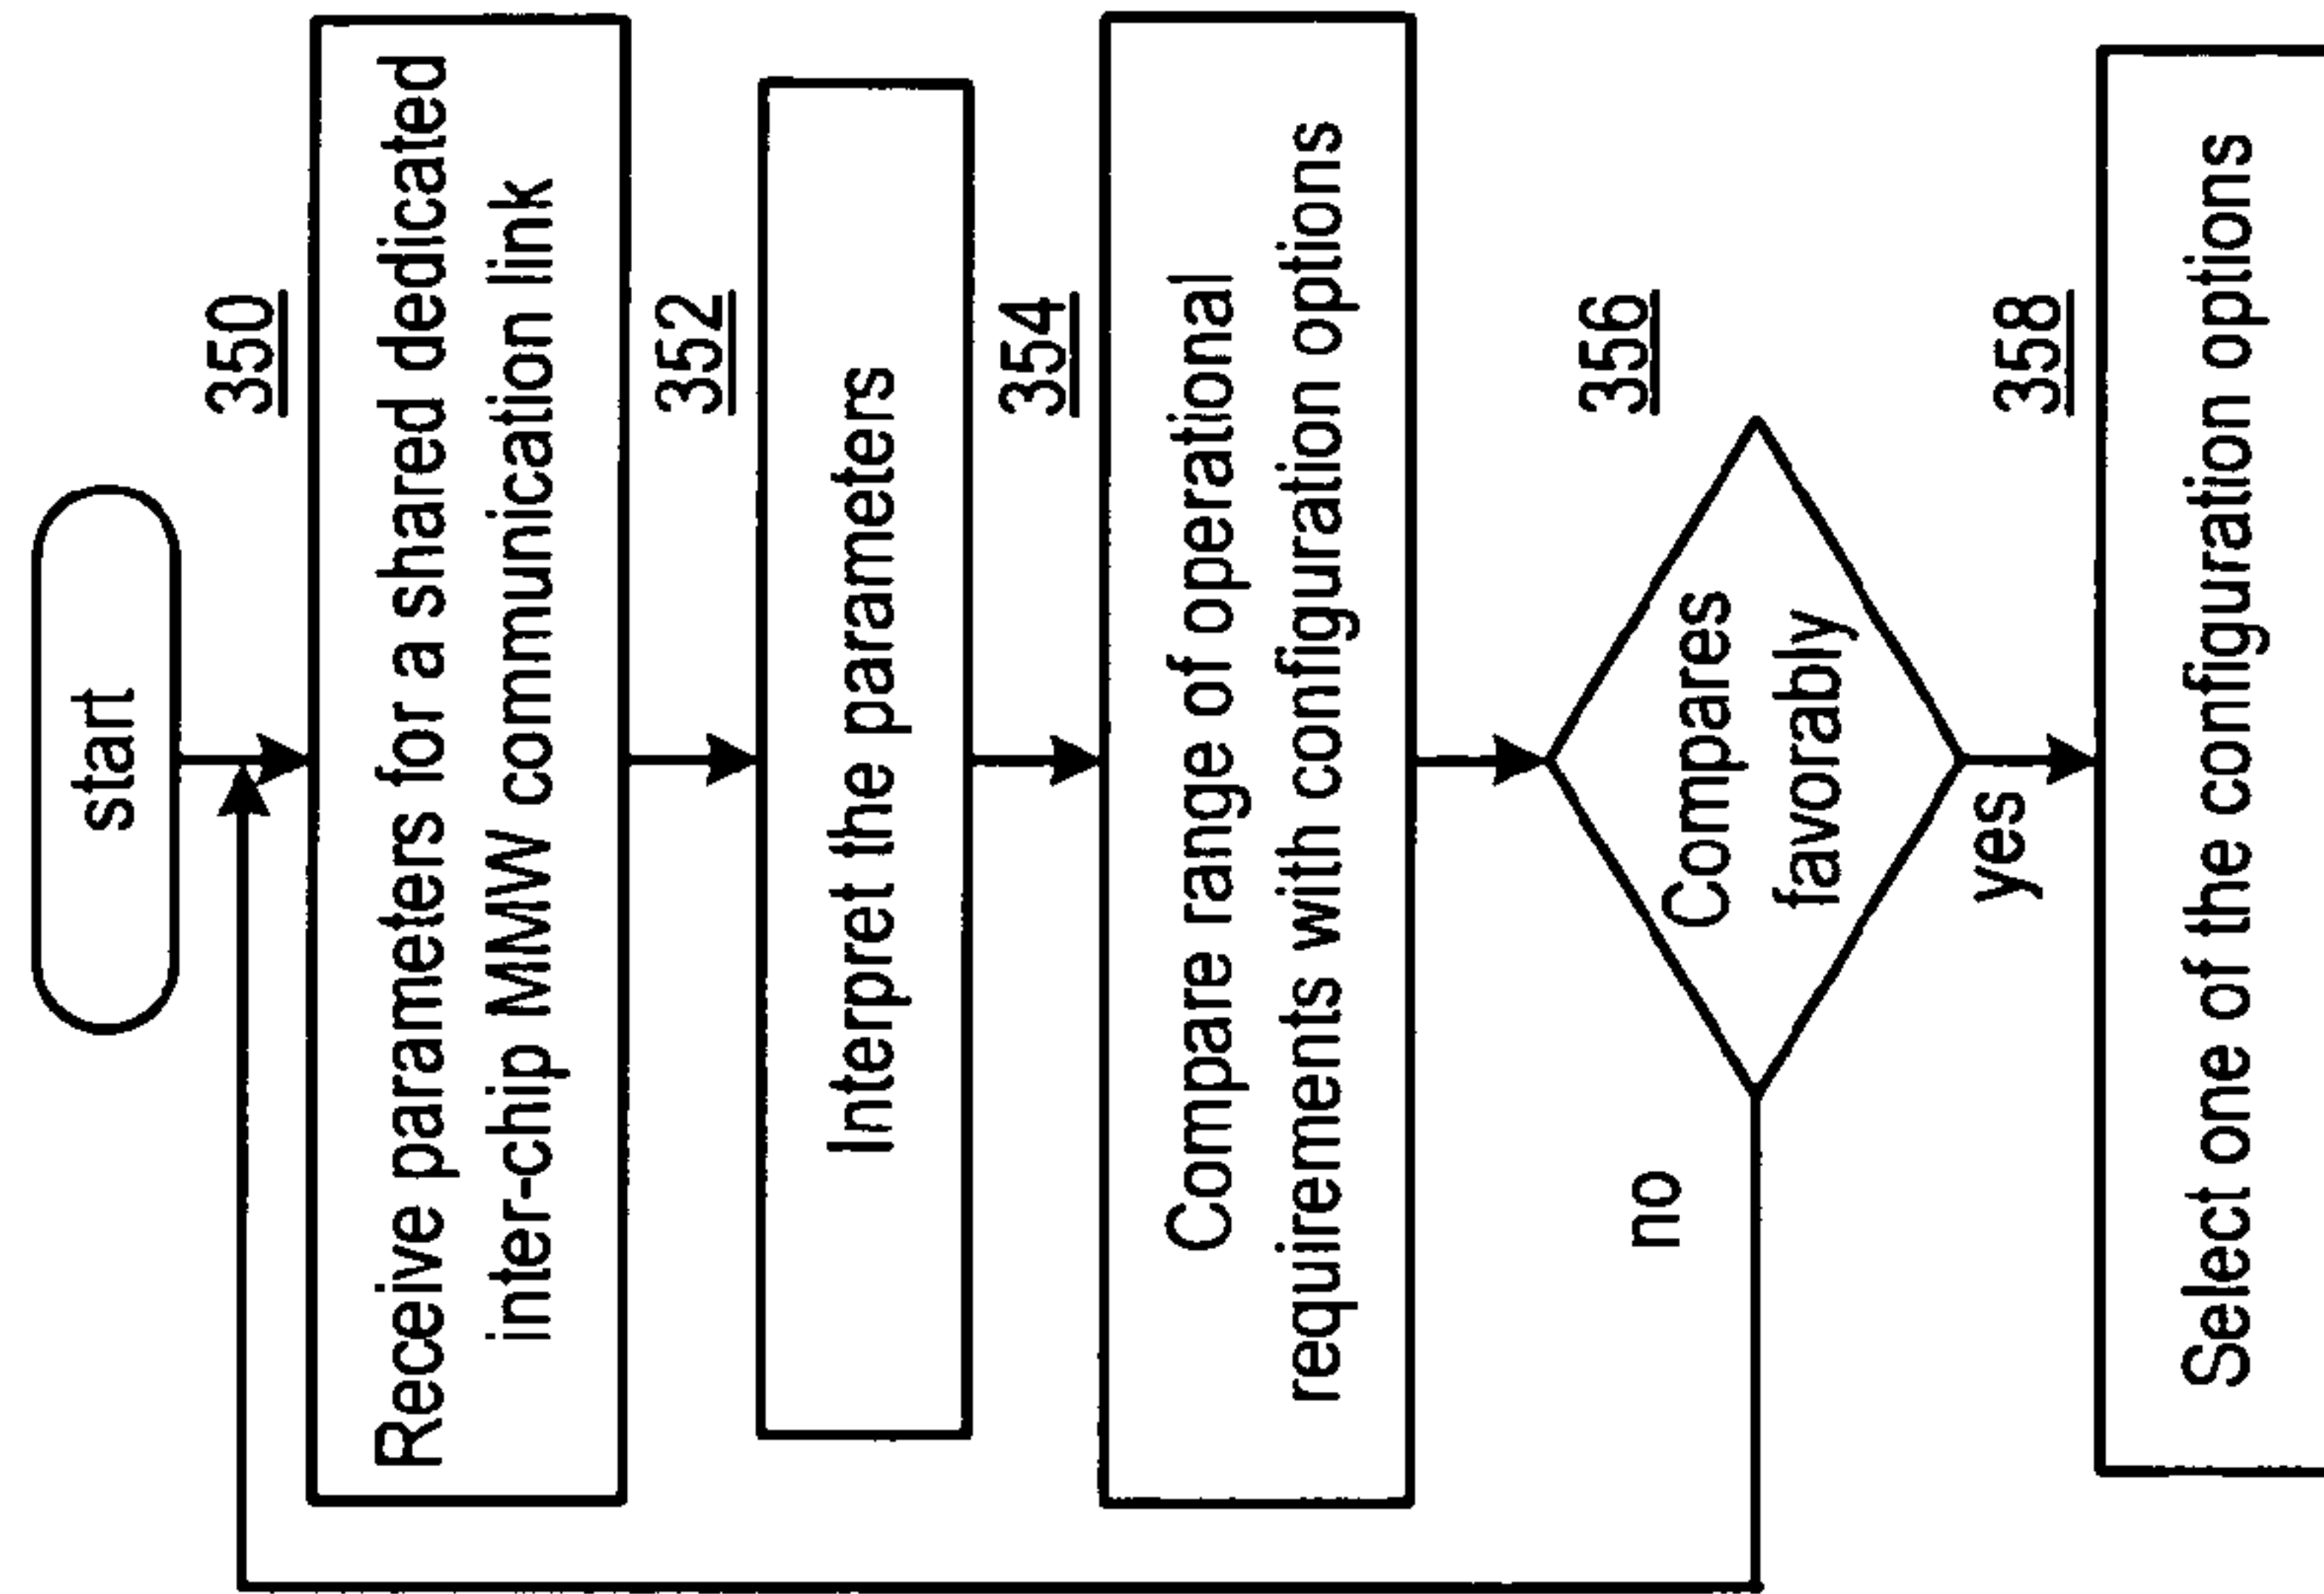 start
350
Receive parameters for a shared dedicated
inter-chip MMW communication link
352
Interpret the parameters
354
Compare range of operational
requirements with configuration options
356
Compares
favorably
no
yes
358
Select one of the configuration options